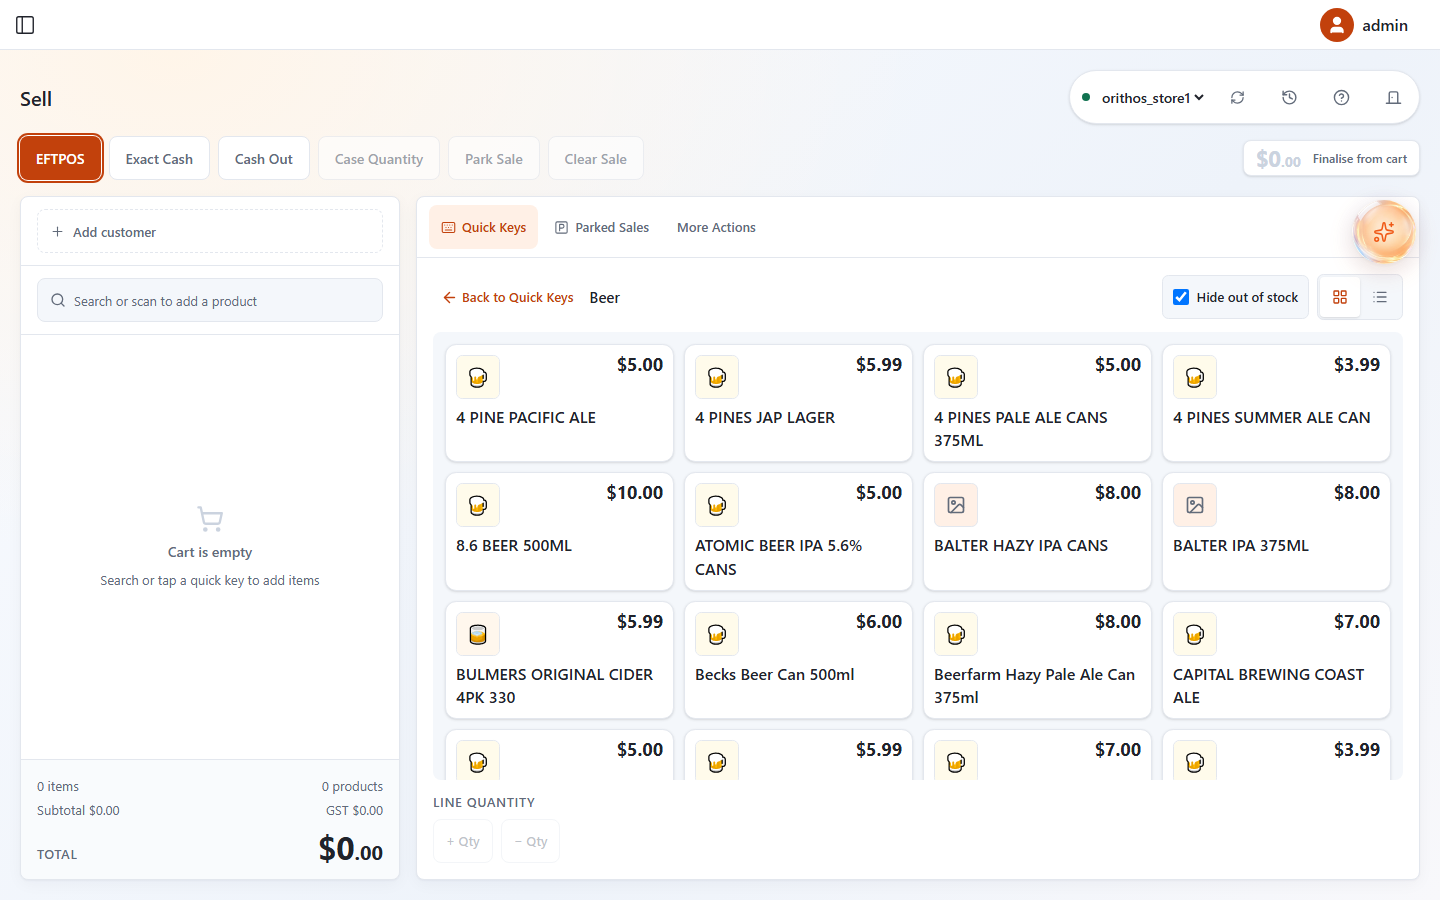 admin
Sell
orithos_store1
EFTPOS
Exact Cash
Cash Out
Case Quantity
Park Sale
Clear Sale
$0.00 Finalise from cart
+ Add customer
Search or scan to add a product
Cart is empty
Search or tap a quick key to add items
0 items
0 products
Subtotal $0.00
GST $0.00
TOTAL
$0.00
Quick Keys
Parked Sales
More Actions
Back to Quick Keys
Beer
Hide out of stock
$5.00
4 PINE PACIFIC ALE
$5.99
4 PINES JAP LAGER
$5.00
4 PINES PALE ALE CANS
375ML
$3.99
4 PINES SUMMER ALE CAN
$10.00
8.6 BEER 500ML
$5.00
ATOMIC BEER IPA 5.6%
CANS
$8.00
BALTER HAZY IPA CANS
$8.00
BALTER IPA 375ML
$5.99
BULMERS ORIGINAL CIDER
4PK 330
$6.00
Becks Beer Can 500ml
$8.00
Beerfarm Hazy Pale Ale Can
375ml
$7.00
CAPITAL BREWING COAST
ALE
$5.00
$5.99
$7.00
$3.99
LINE QUANTITY
+ Qty
− Qty